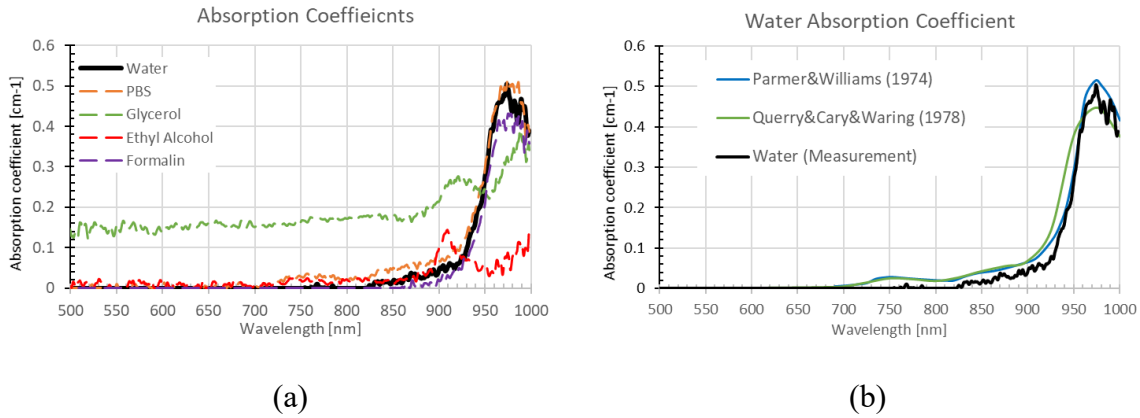 Absorption Coeffieicnts
0.6
0.5
0.4
0.3
0.2
0.1
0
Absorption coefficient [cm-1]
Water
PBS
Glycerol
Ethyl Alcohol
Formalin
500 550 600 650 700 750 800 850 900 950 1000
Wavelength [nm]
(a)
Water Absorption Coefficient
0.6
0.5
0.4
0.3
0.2
0.1
0
Absorption coefficient [cm-1]
Parmer&Williams (1974)
Querry&Cary&Waring (1978)
Water (Measurement)
500 550 600 650 700 750 800 850 900 950 1000
Wavelength [nm]
(b)